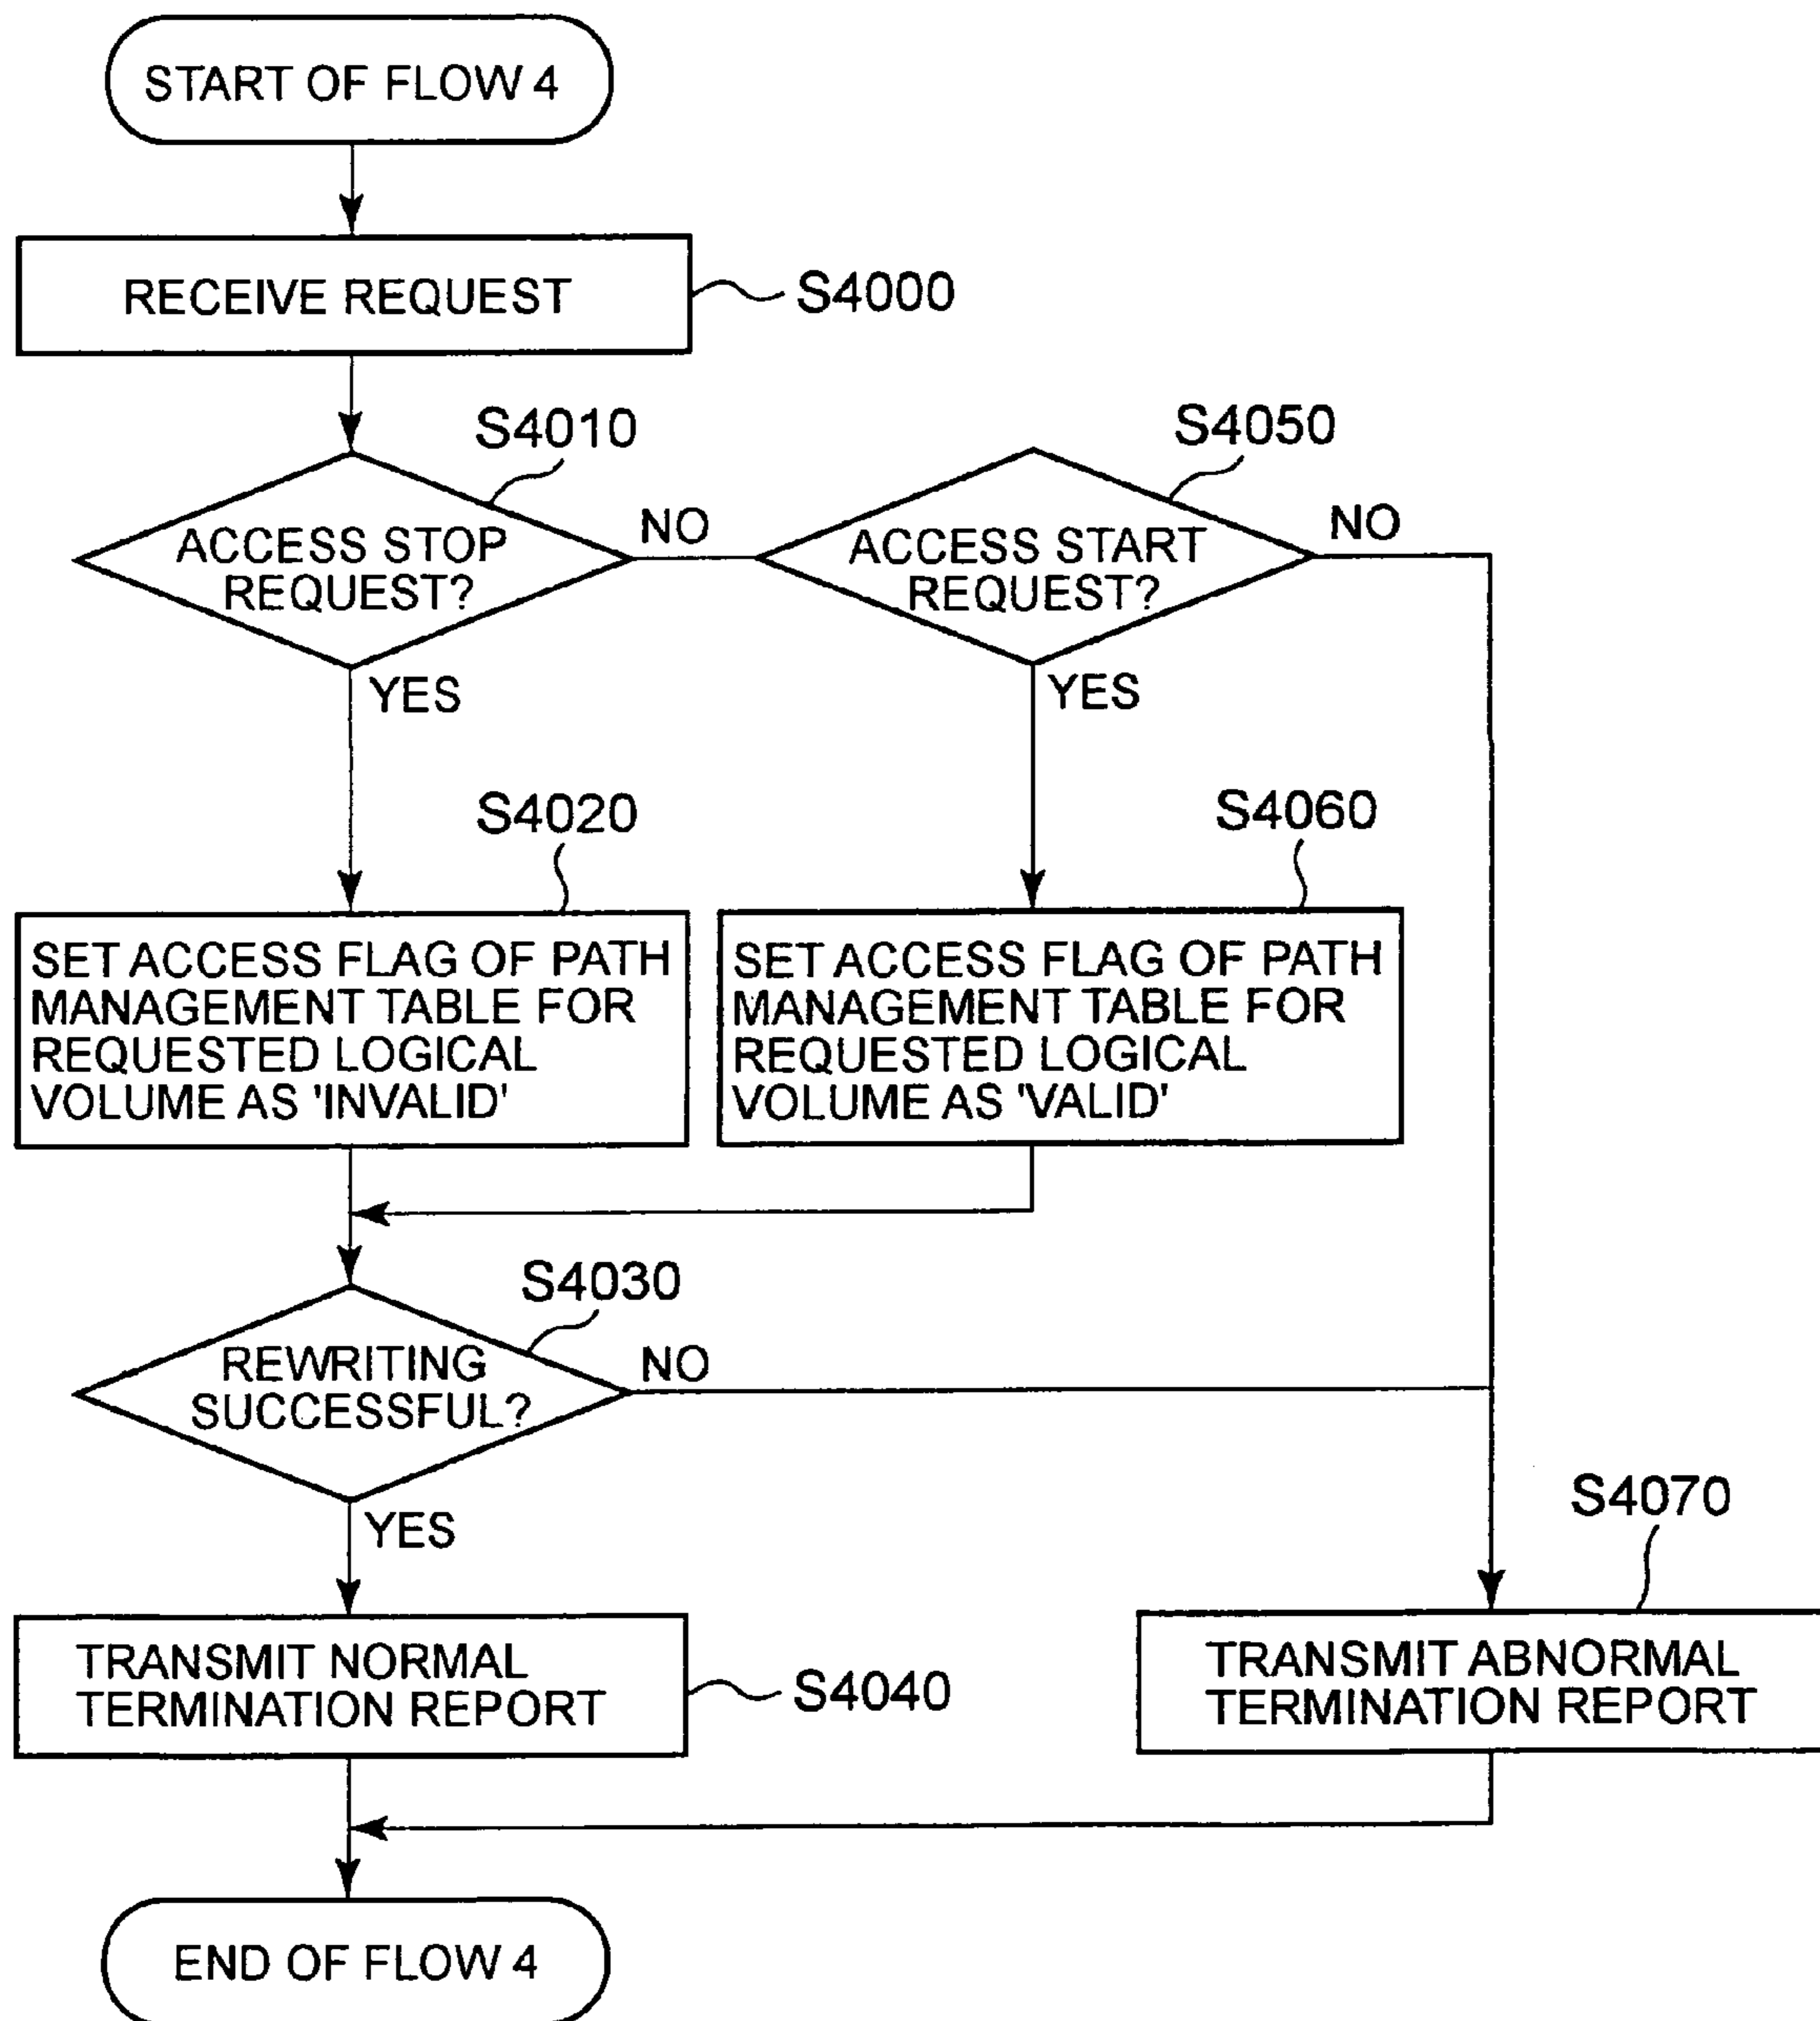 START OF FLOW 4
RECEIVE REQUEST
S4000
S4010
S4050
ACCESS STOP
REQUEST?
NO
ACCESS START
REQUEST?
NO
YES
YES
S4020
S4060
SET ACCESS FLAG OF PATH
MANAGEMENT TABLE FOR
REQUESTED LOGICAL
VOLUME AS 'INVALID'
SET ACCESS FLAG OF PATH
MANAGEMENT TABLE FOR
REQUESTED LOGICAL
VOLUME AS 'VALID'
S4030
REWRITING
SUCCESSFUL?
NO
YES
S4070
TRANSMIT NORMAL
TERMINATION REPORT
S4040
TRANSMIT ABNORMAL
TERMINATION REPORT
END OF FLOW 4